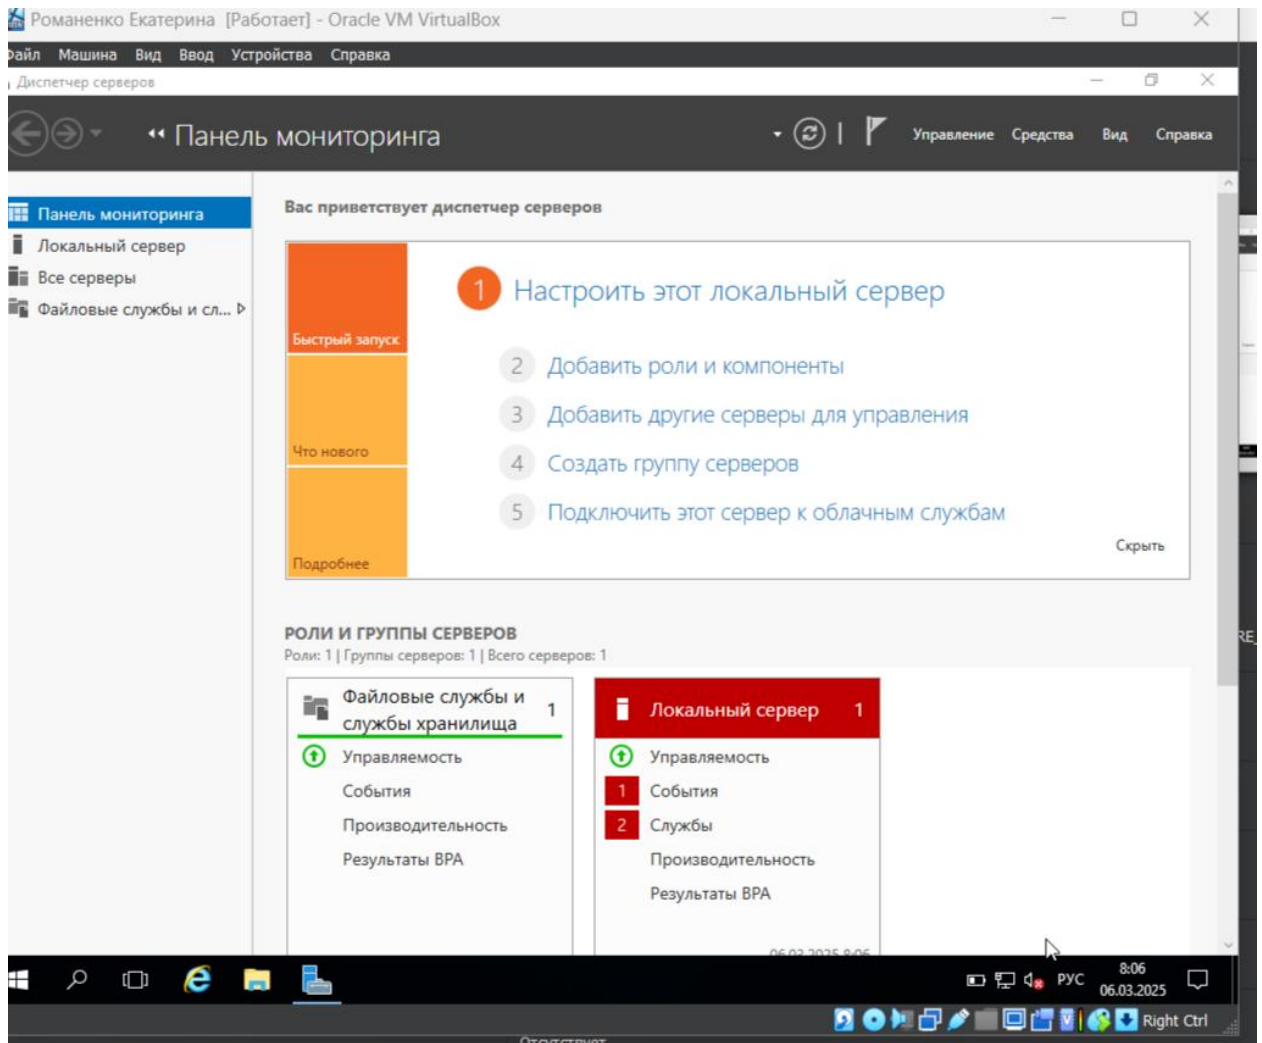 Романенко Екатерина [Работает] - Oracle VM VirtualBox
Файл Машина Вид Ввод Устройства Справка
Диспетчер серверов
Панель мониторинга
Управление Средства Вид Справка
Панель мониторинга
Локальный сервер
Все серверы
Файловые службы и сл...
Вас приветствует диспетчер серверов
Быстрый запуск
Что нового
Подробнее
1 Настроить этот локальный сервер
2 Добавить роли и компоненты
3 Добавить другие серверы для управления
4 Создать группу серверов
5 Подключить этот сервер к облачным службам
Скрыть
РОЛИ И ГРУППЫ СЕРВЕРОВ
Роли: 1 | Группы серверов: 1 | Всего серверов: 1
Файловые службы и
службы хранилища
1
Управляемость
События
Производительность
Результаты BPA
Локальный сервер 1
Управляемость
1 События
2 Службы
Производительность
Результаты BPA
06.03.2025 8:06
РУС
8:06
06.03.2025
Right Ctrl